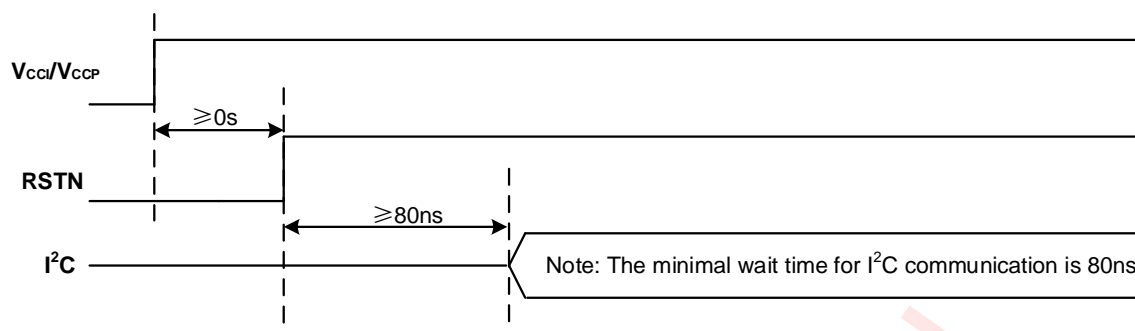 VCCI/VCCP
≥0s
RSTN
≥80ns
I²C
Note: The minimal wait time for I²C communication is 80ns